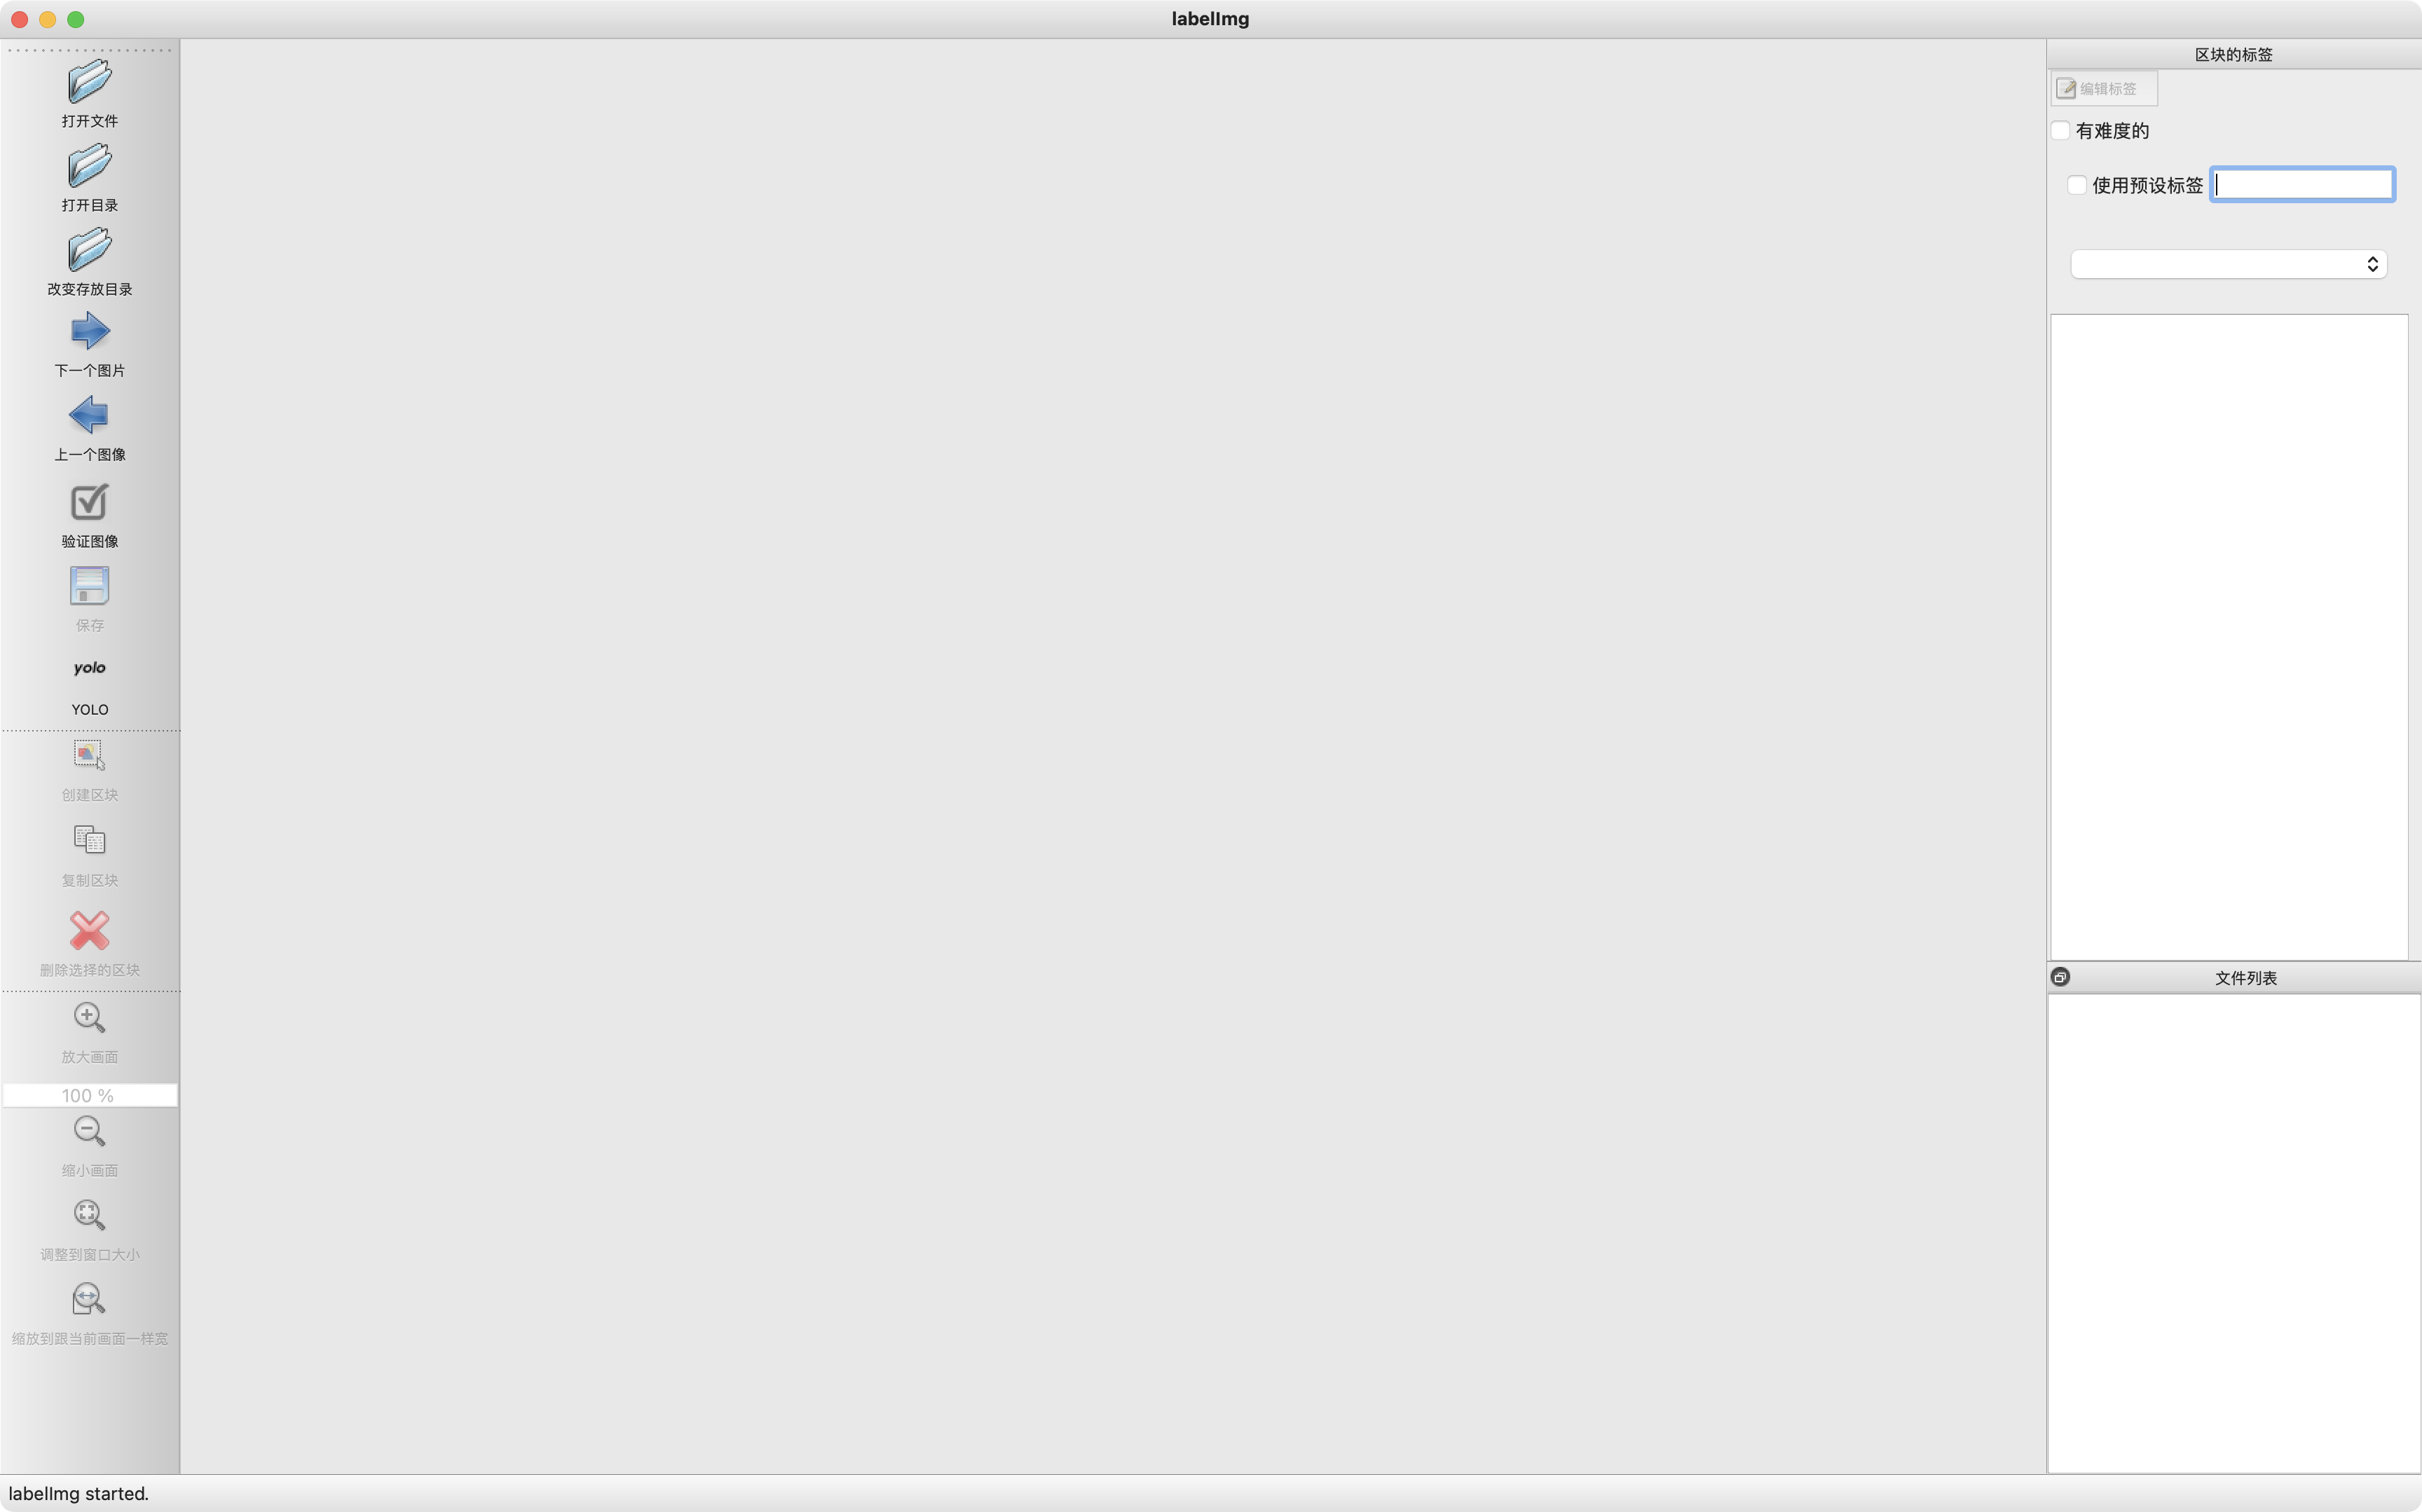 labelImg
打开文件
打开目录
改变存放目录
下一个图片
上一个图像
验证图像
保存
yolo
YOLO
创建区块
复制区块
删除选择的区块
放大画面
100 %
缩小画面
调整到窗口大小
缩放到跟当前画面一样宽
区块的标签
编辑标签
有难度的
使用预设标签
文件列表
labelImg started.